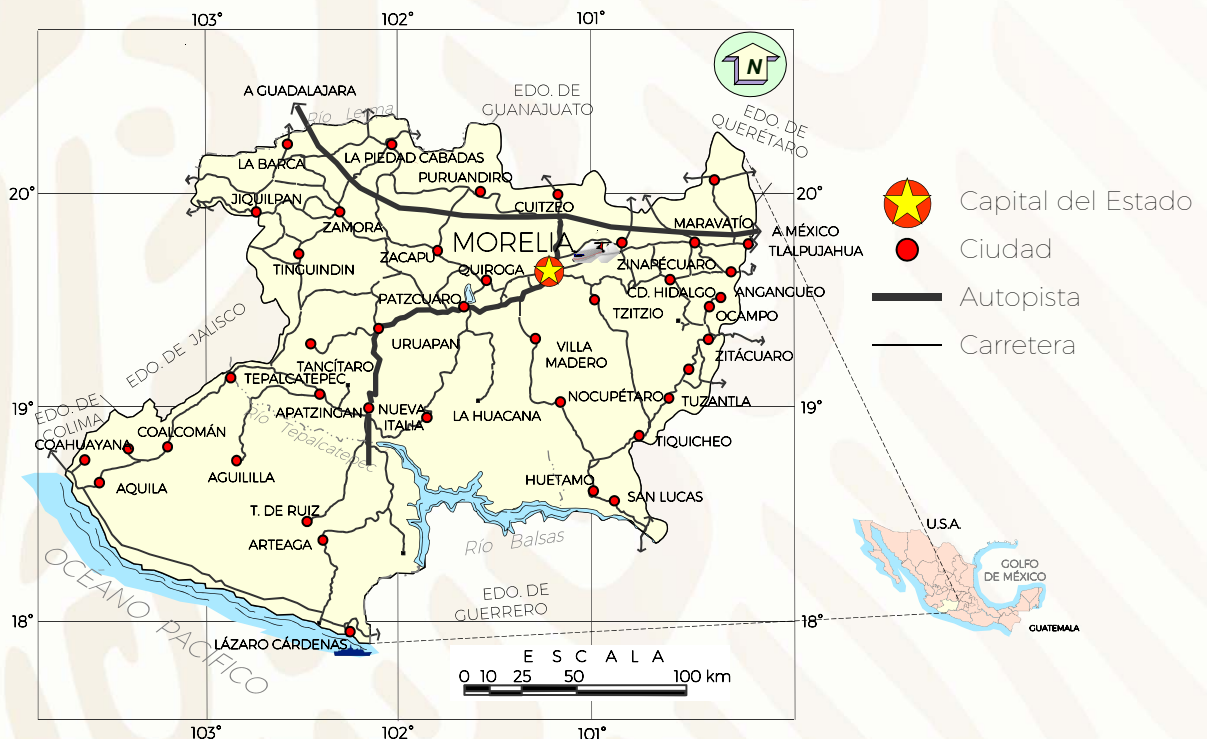 103°
102°
101°
N
A GUADALAJARA
Río Lerma
EDO. DE
GUANAJUATO
EDO. DE
QUERÉTARO
LA BARCA
LA PIEDAD CABADAS
PURUANDIRO
20°
20°
JIQUILPAN
ZAMORA
CUITZEO
MARAVATÍO
A MÉXICO
TLALPUJAHUA
MORELIA
ZACAPU
TINGUINDIN
QUIROGA
ZINAPÉCUARO
PATZCUARO
CD. HIDALGO
ANGANGUEO
TZITZIO
OCAMPO
EDO. DE JALISCO
URUAPAN
VILLA
MADERO
ZITÁCUARO
TANCÍTARO
TEPALCATEPEC
NOCUPÉTARO
TUZANTLA
19°
19°
EDO. DE
COLIMA
APATZINGAN
NUEVA
ITALIA
LA HUACANA
Río Tepalcatepec
COALCOMÁN
COAHUAYANA
TIQUICHEO
AQUILA
AGUILILLA
HUETAMO
SAN LUCAS
T. DE RUIZ
ARTEAGA
Río Balsas
OCÉANO PACÍFICO
EDO. DE
GUERRERO
18°
18°
LÁZARO CÁRDENAS
E S C A L A
0 10 25 50 100 km
103°
102°
101°
Capital del Estado
Ciudad
Autopista
Carretera
U.S.A.
GOLFO
DE MÉXICO
GUATEMALA